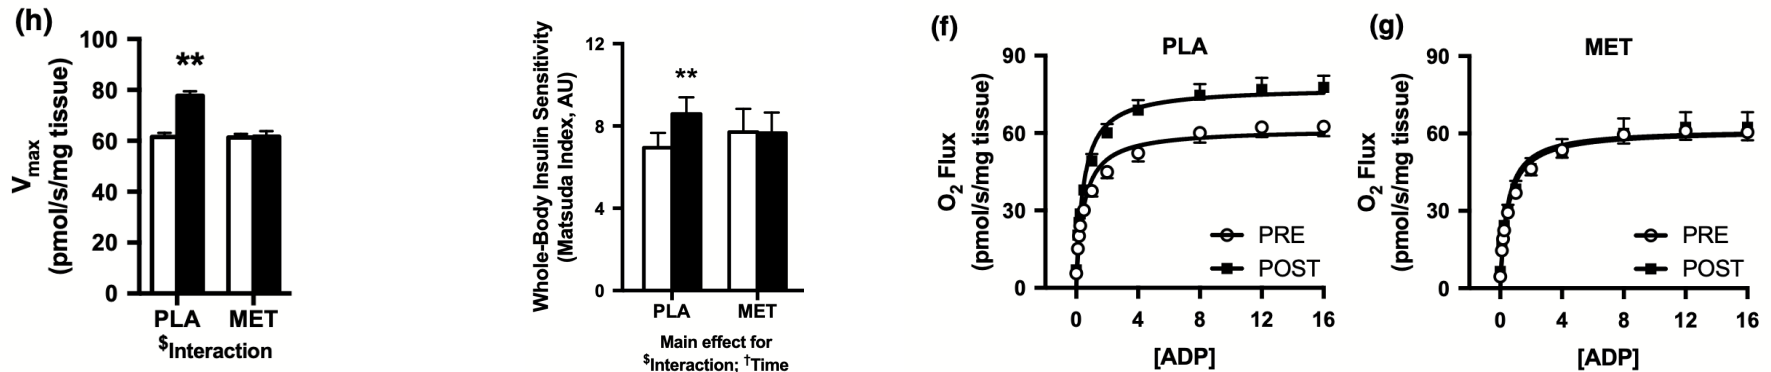 (h)
V max
(pmol/s/mg tissue)
100
80
60
40
20
0
**
PLA MET
$Interaction
Whole-Body Insulin Sensitivity
(Matsuda Index, AU)
12
8
4
0
**
PLA MET
Main effect for
$Interaction; †Time
(f)
PLA
O2 Flux
(pmol/s/mg tissue)
90
60
30
0
PRE
POST
0 4 8 12 16
[ADP]
(g)
MET
O2 Flux
(pmol/s/mg tissue)
90
60
30
0
PRE
POST
0 4 8 12 16
[ADP]